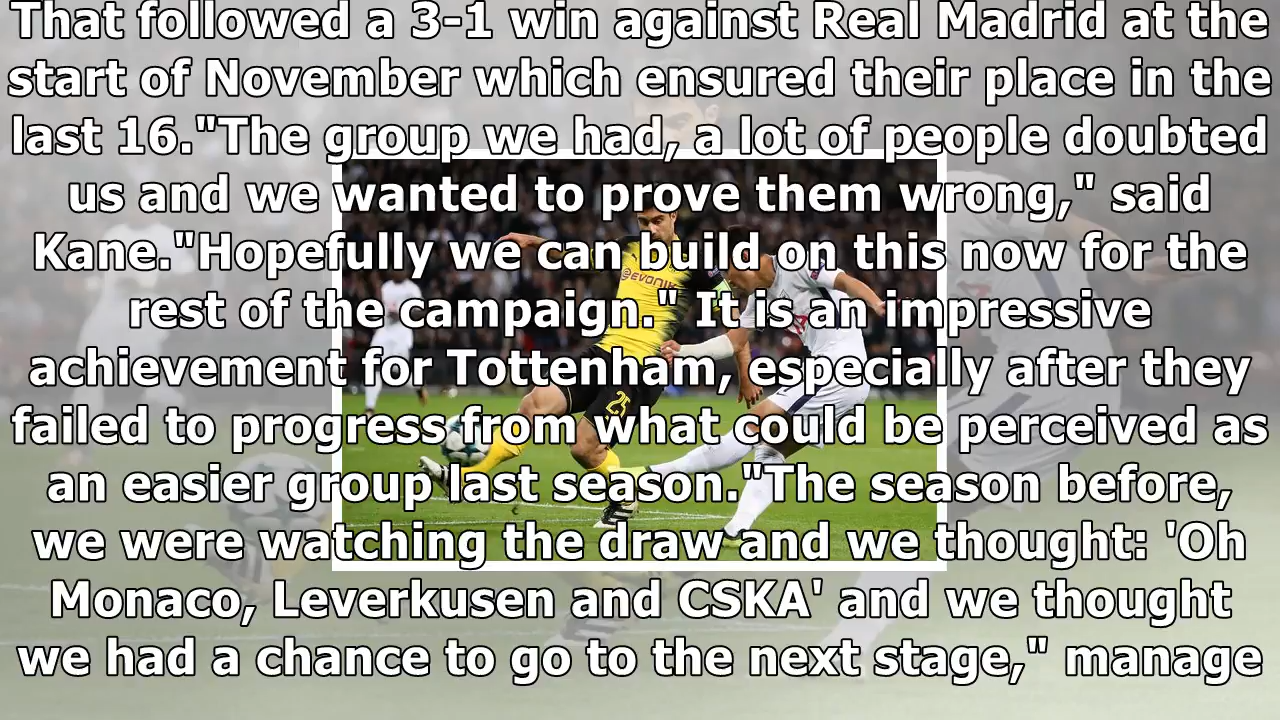 That followed a 3-1 win against Real Madrid at the
start of November which ensured their place in the
last 16."The group we had, a lot of people doubted
us and we wanted to prove them wrong," said
Kane."Hopefully we can build on this now for the
rest of the campaign." It is an impressive
achievement for Tottenham, especially after they
failed to progress from what could be perceived as
an easier group last season."The season before,
we were watching the draw and we thought: 'Oh
Monaco, Leverkusen and CSKA' and we thought
we had a chance to go to the next stage," manage
EVONIK
25